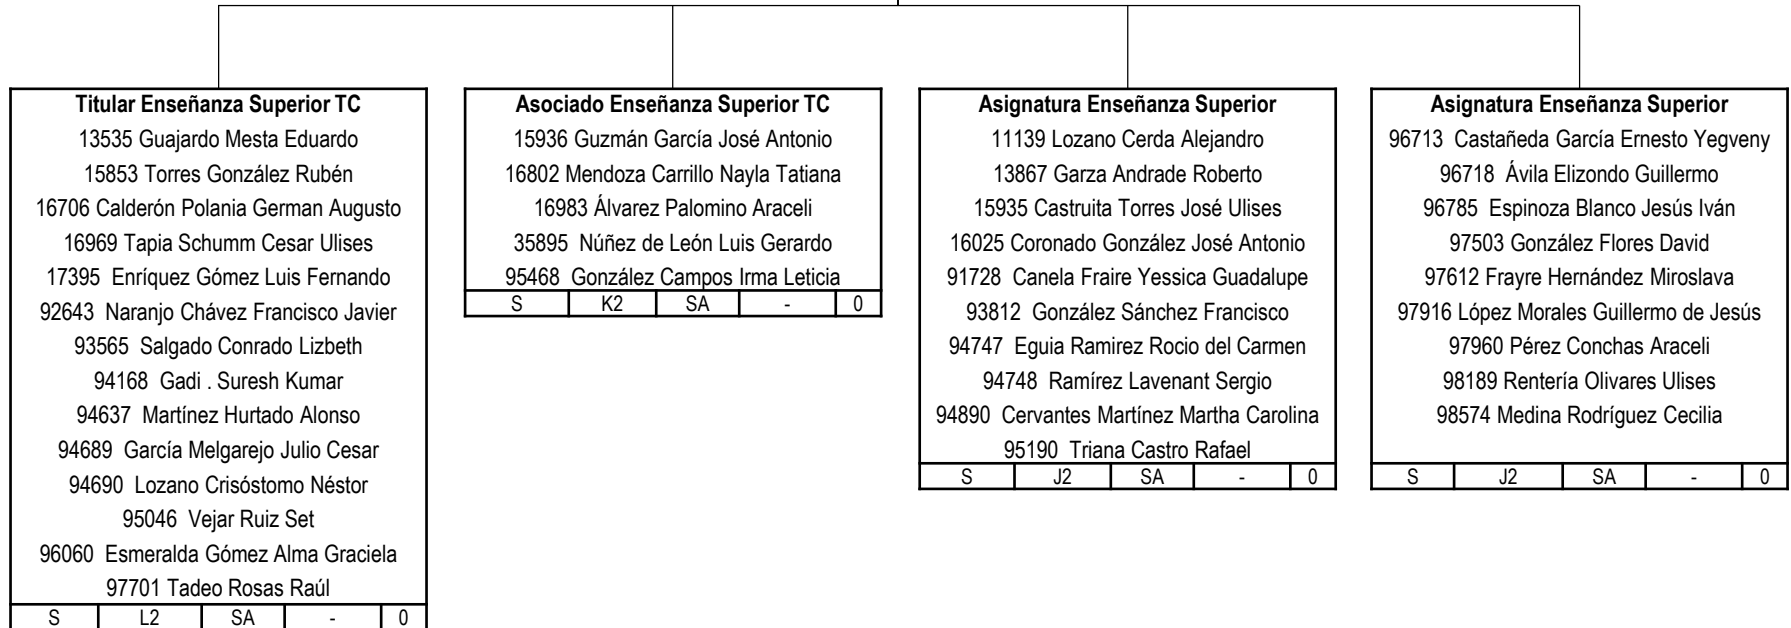 Titular Enseñanza Superior TC
13535 Guajardo Mesta Eduardo
15853 Torres González Rubén
16706 Calderón Polania German Augusto
16969 Tapia Schumm Cesar Ulises
17395 Enríquez Gómez Luis Fernando
92643 Naranjo Chávez Francisco Javier
93565 Salgado Conrado Lizbeth
94168 Gadi . Suresh Kumar
94637 Martínez Hurtado Alonso
94689 García Melgarejo Julio Cesar
94690 Lozano Crisóstomo Néstor
95046 Vejar Ruiz Set
96060 Esmeralda Gómez Alma Graciela
97701 Tadeo Rosas Raúl
S L2 SA - 0
Asociado Enseñanza Superior TC
15936 Guzmán García José Antonio
16802 Mendoza Carrillo Nayla Tatiana
16983 Álvarez Palomino Araceli
35895 Núñez de León Luis Gerardo
95468 González Campos Irma Leticia
S K2 SA - 0
Asignatura Enseñanza Superior
11139 Lozano Cerda Alejandro
13867 Garza Andrade Roberto
15935 Castruita Torres José Ulises
16025 Coronado González José Antonio
91728 Canela Fraire Yessica Guadalupe
93812 González Sánchez Francisco
94747 Eguia Ramirez Rocio del Carmen
94748 Ramírez Lavenant Sergio
94890 Cervantes Martínez Martha Carolina
95190 Triana Castro Rafael
S J2 SA - 0
Asignatura Enseñanza Superior
96713 Castañeda García Ernesto Yegveny
96718 Ávila Elizondo Guillermo
96785 Espinoza Blanco Jesús Iván
97503 González Flores David
97612 Frayre Hernández Miroslava
97916 López Morales Guillermo de Jesús
97960 Pérez Conchas Araceli
98189 Rentería Olivares Ulises
98574 Medina Rodríguez Cecilia
S J2 SA - 0